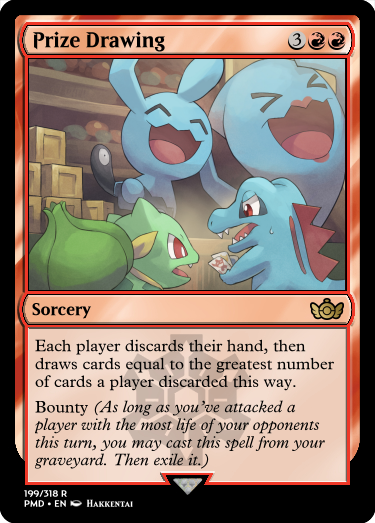 Prize Drawing 3
Sorcery
Each player discards their hand, then
draws cards equal to the greatest number
of cards a player discarded this way.
Bounty (As long as you've attacked a
player with the most life of your opponents
this turn, you may cast this spell from your
graveyard. Then exile it.)
199/318 R
PMD • EN Hakkentai